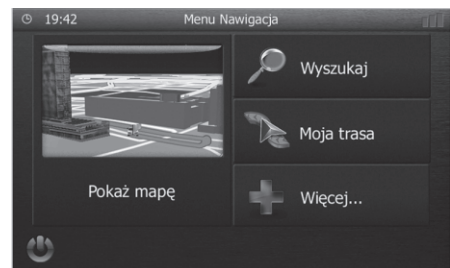 19:42 Menu Nawigacja
Wyszukaj
Moja trasa
Pokaż mapę
Więcej...